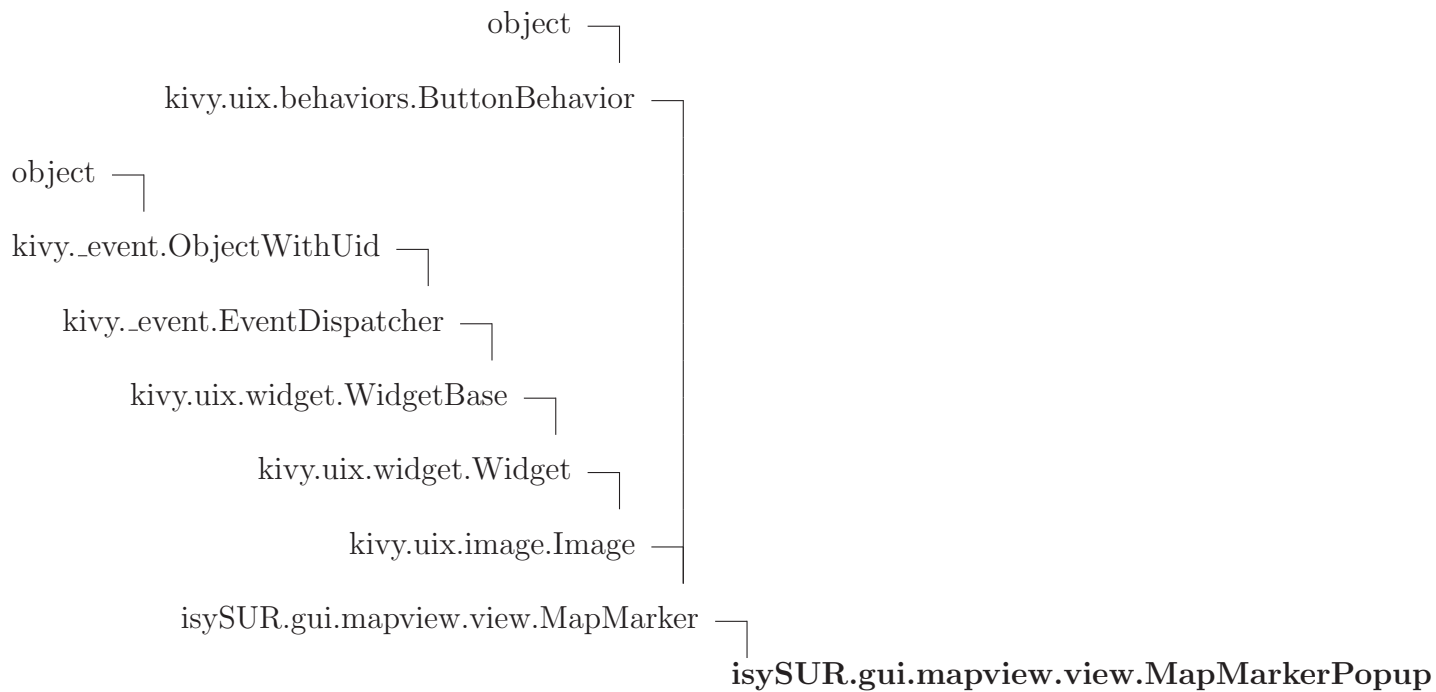 object
kivy.uix.behaviors.ButtonBehavior
object
kivy._event.ObjectWithUid
kivy._event.EventDispatcher
kivy.uix.widget.WidgetBase
kivy.uix.widget.Widget
kivy.uix.image.Image
isySUR.gui.mapview.view.MapMarker
isySUR.gui.mapview.view.MapMarkerPopup